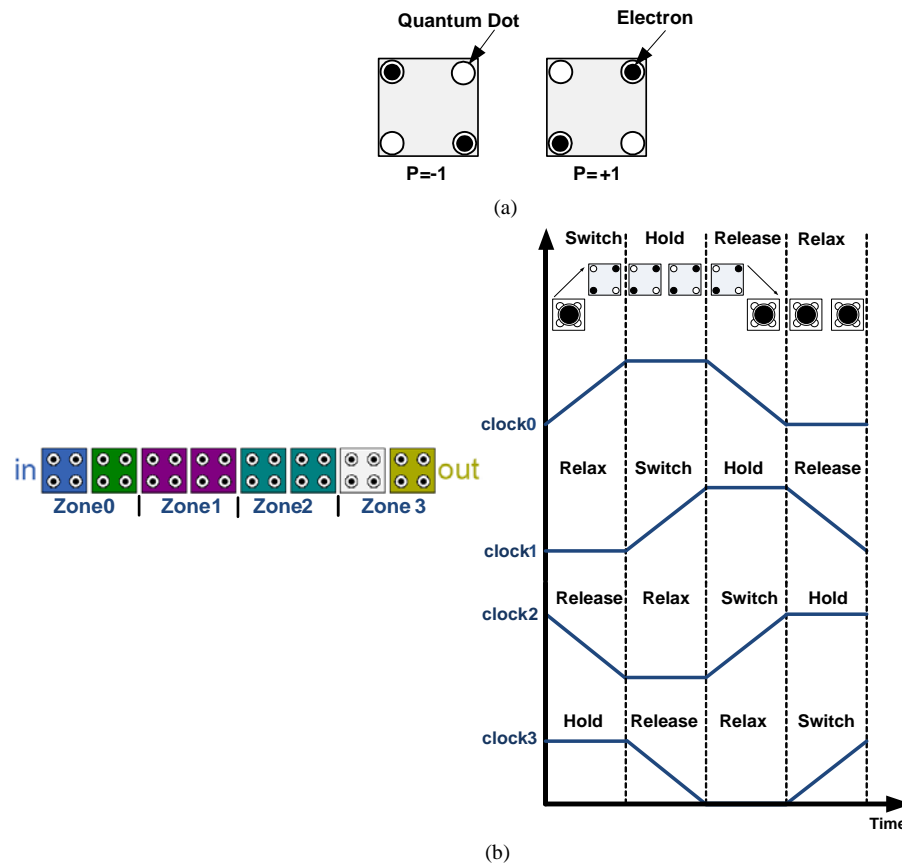 Quantum Dot Electron
P=-1 P=+1
(a)
in out
Zone0 Zone1 Zone2 Zone 3
Switch Hold Release Relax
clock0
Relax Switch Hold Release
clock1
Release Relax Switch Hold
clock2
Hold Release Relax Switch
clock3
Time
(b)